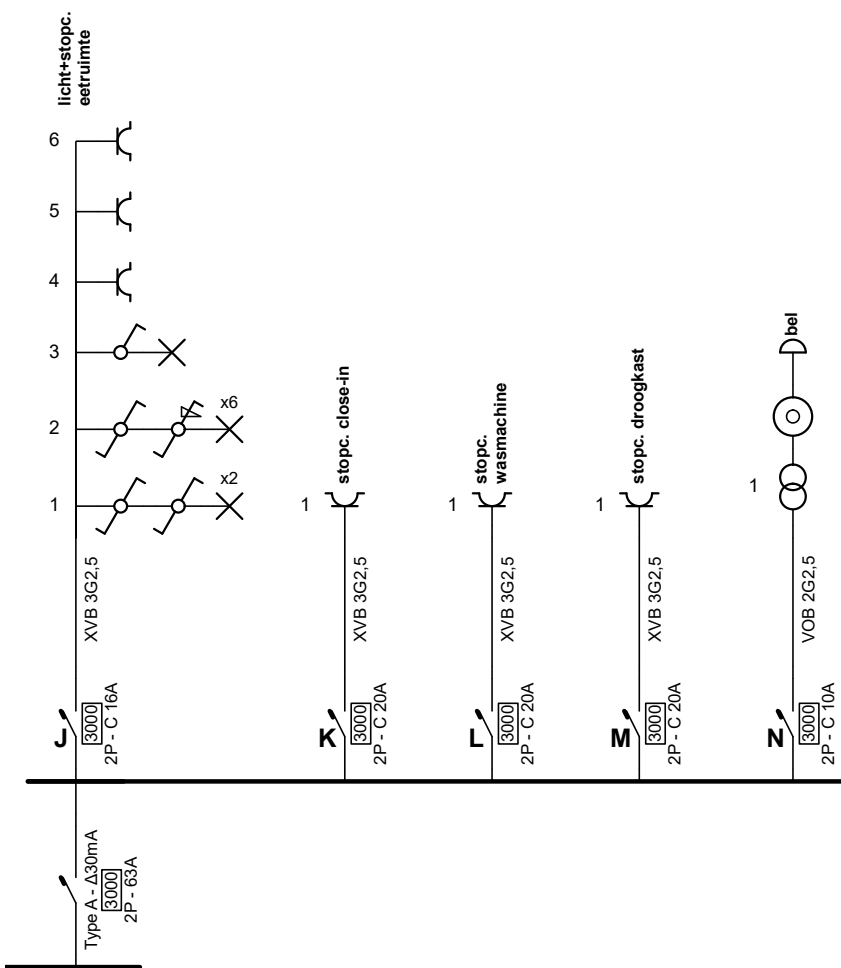 licht+stopc.
eetruimte
6
5
4
3
2
x6
1
x2
XVB 3G2,5
J
3000
2P - C 16A
stopc. close-in
1
XVB 3G2,5
K
3000
2P - C 20A
stopc.
wasmachine
1
XVB 3G2,5
L
3000
2P - C 20A
stopc. droogkast
1
XVB 3G2,5
M
3000
2P - C 20A
bel
1
VOB 2G2,5
N
3000
2P - C 10A
Type A - Δ30mA
3000
2P - 63A